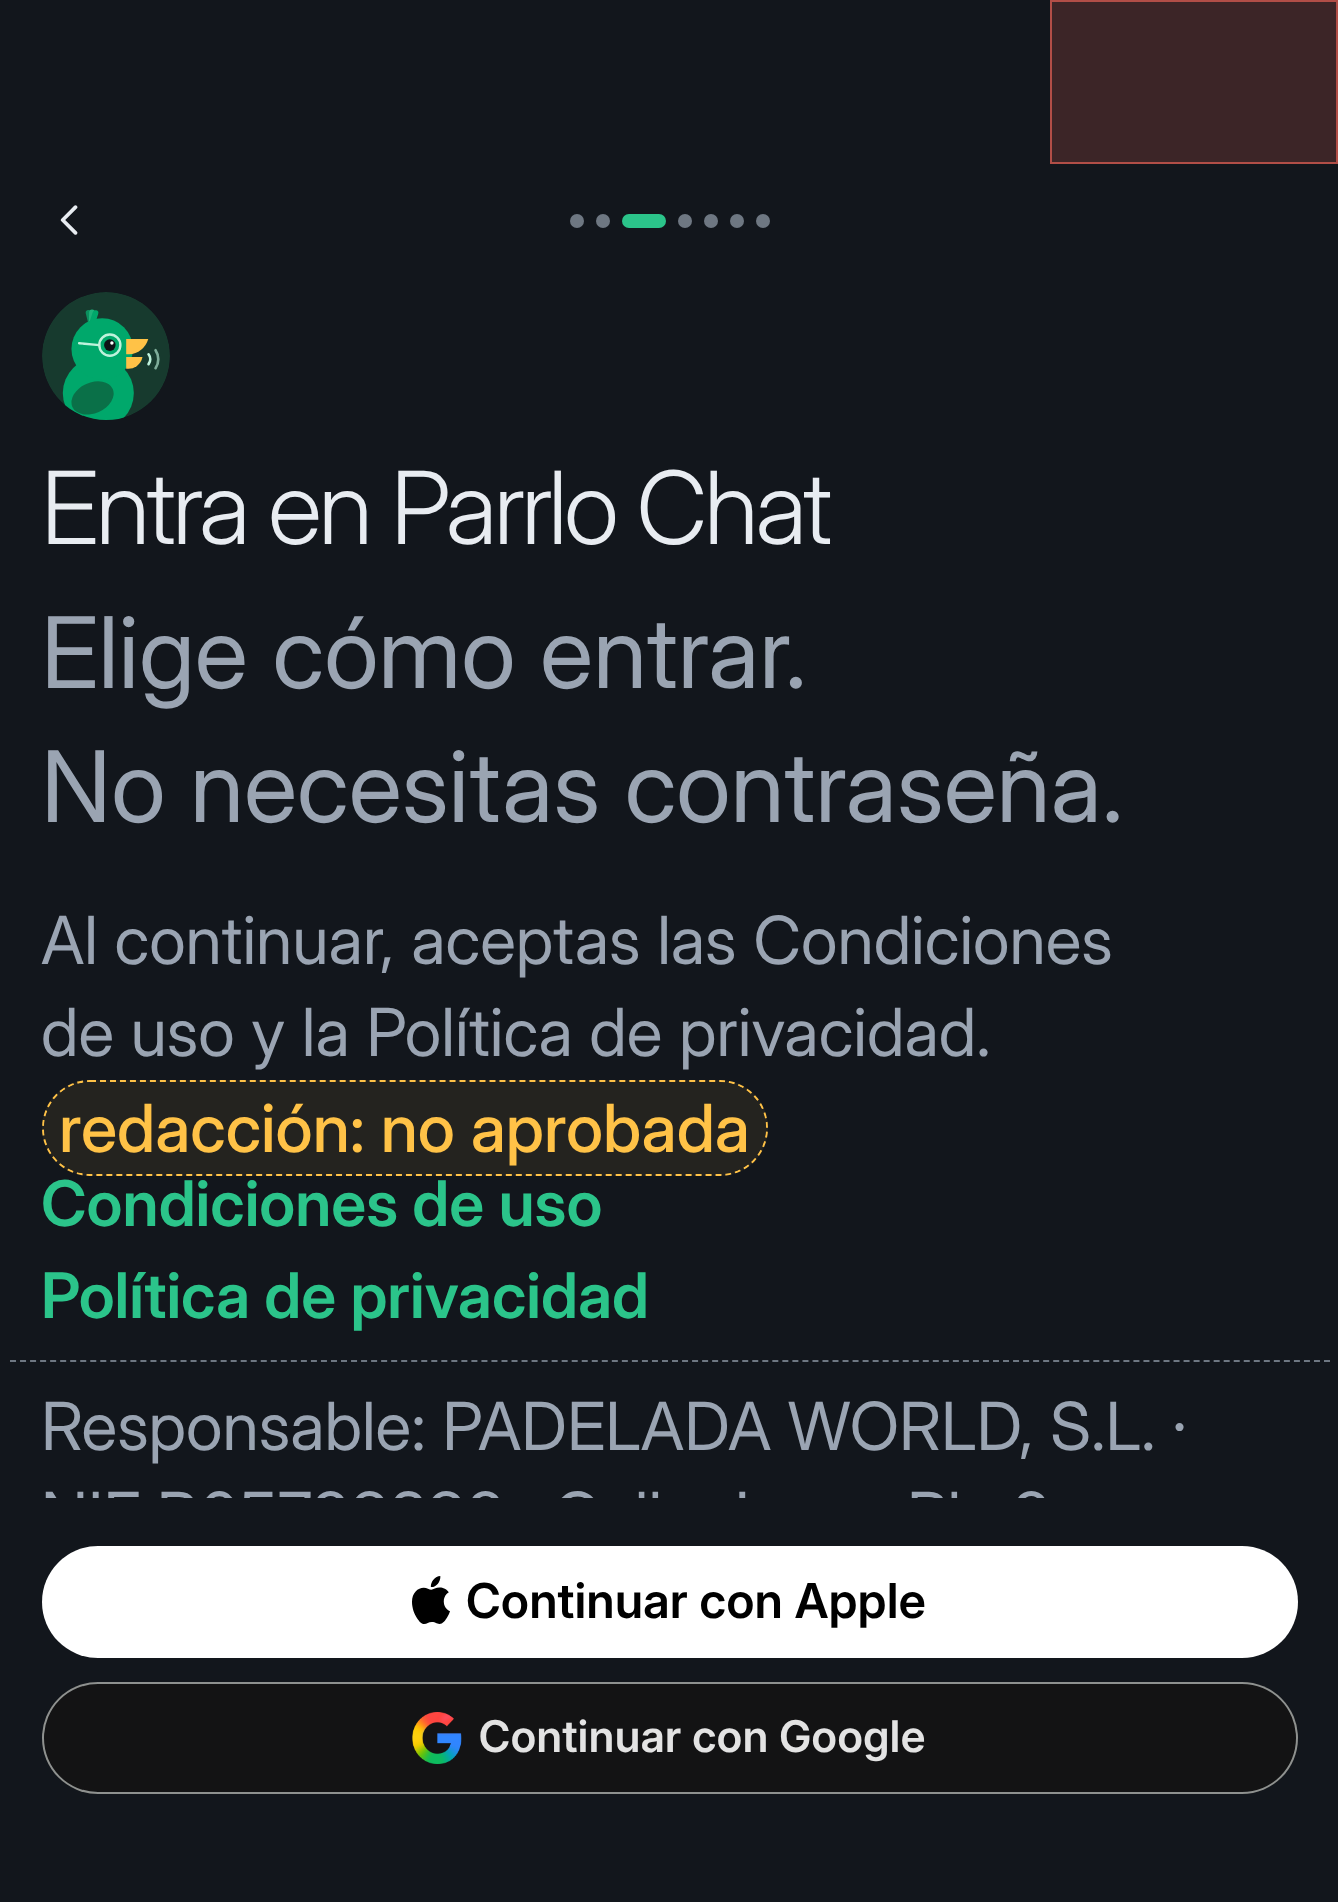 Entra en Parrlo Chat
Elige cómo entrar.
No necesitas contraseña.
Al continuar, aceptas las Condiciones
de uso y la Política de privacidad.
redacción: no aprobada
Condiciones de uso
Política de privacidad
Responsable: PADELADA WORLD, S.L. ·
Continuar con Apple
Continuar con Google